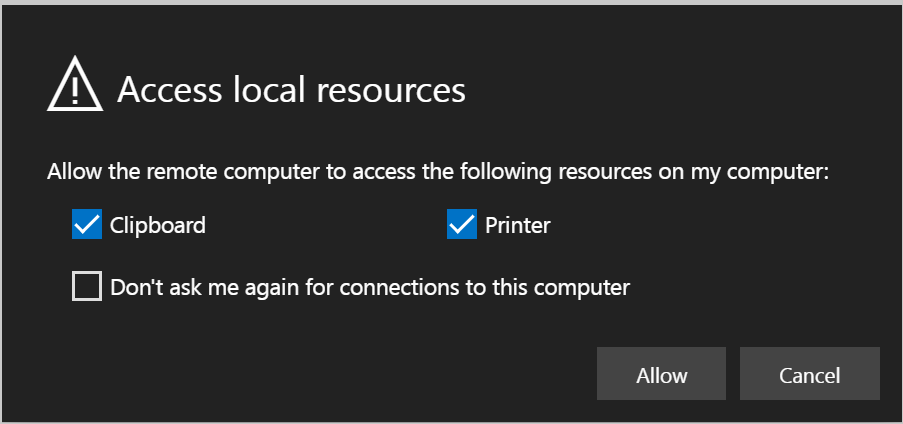 Access local resources
Allow the remote computer to access the following resources on my computer:
Clipboard Printer
Don't ask me again for connections to this computer
Allow Cancel